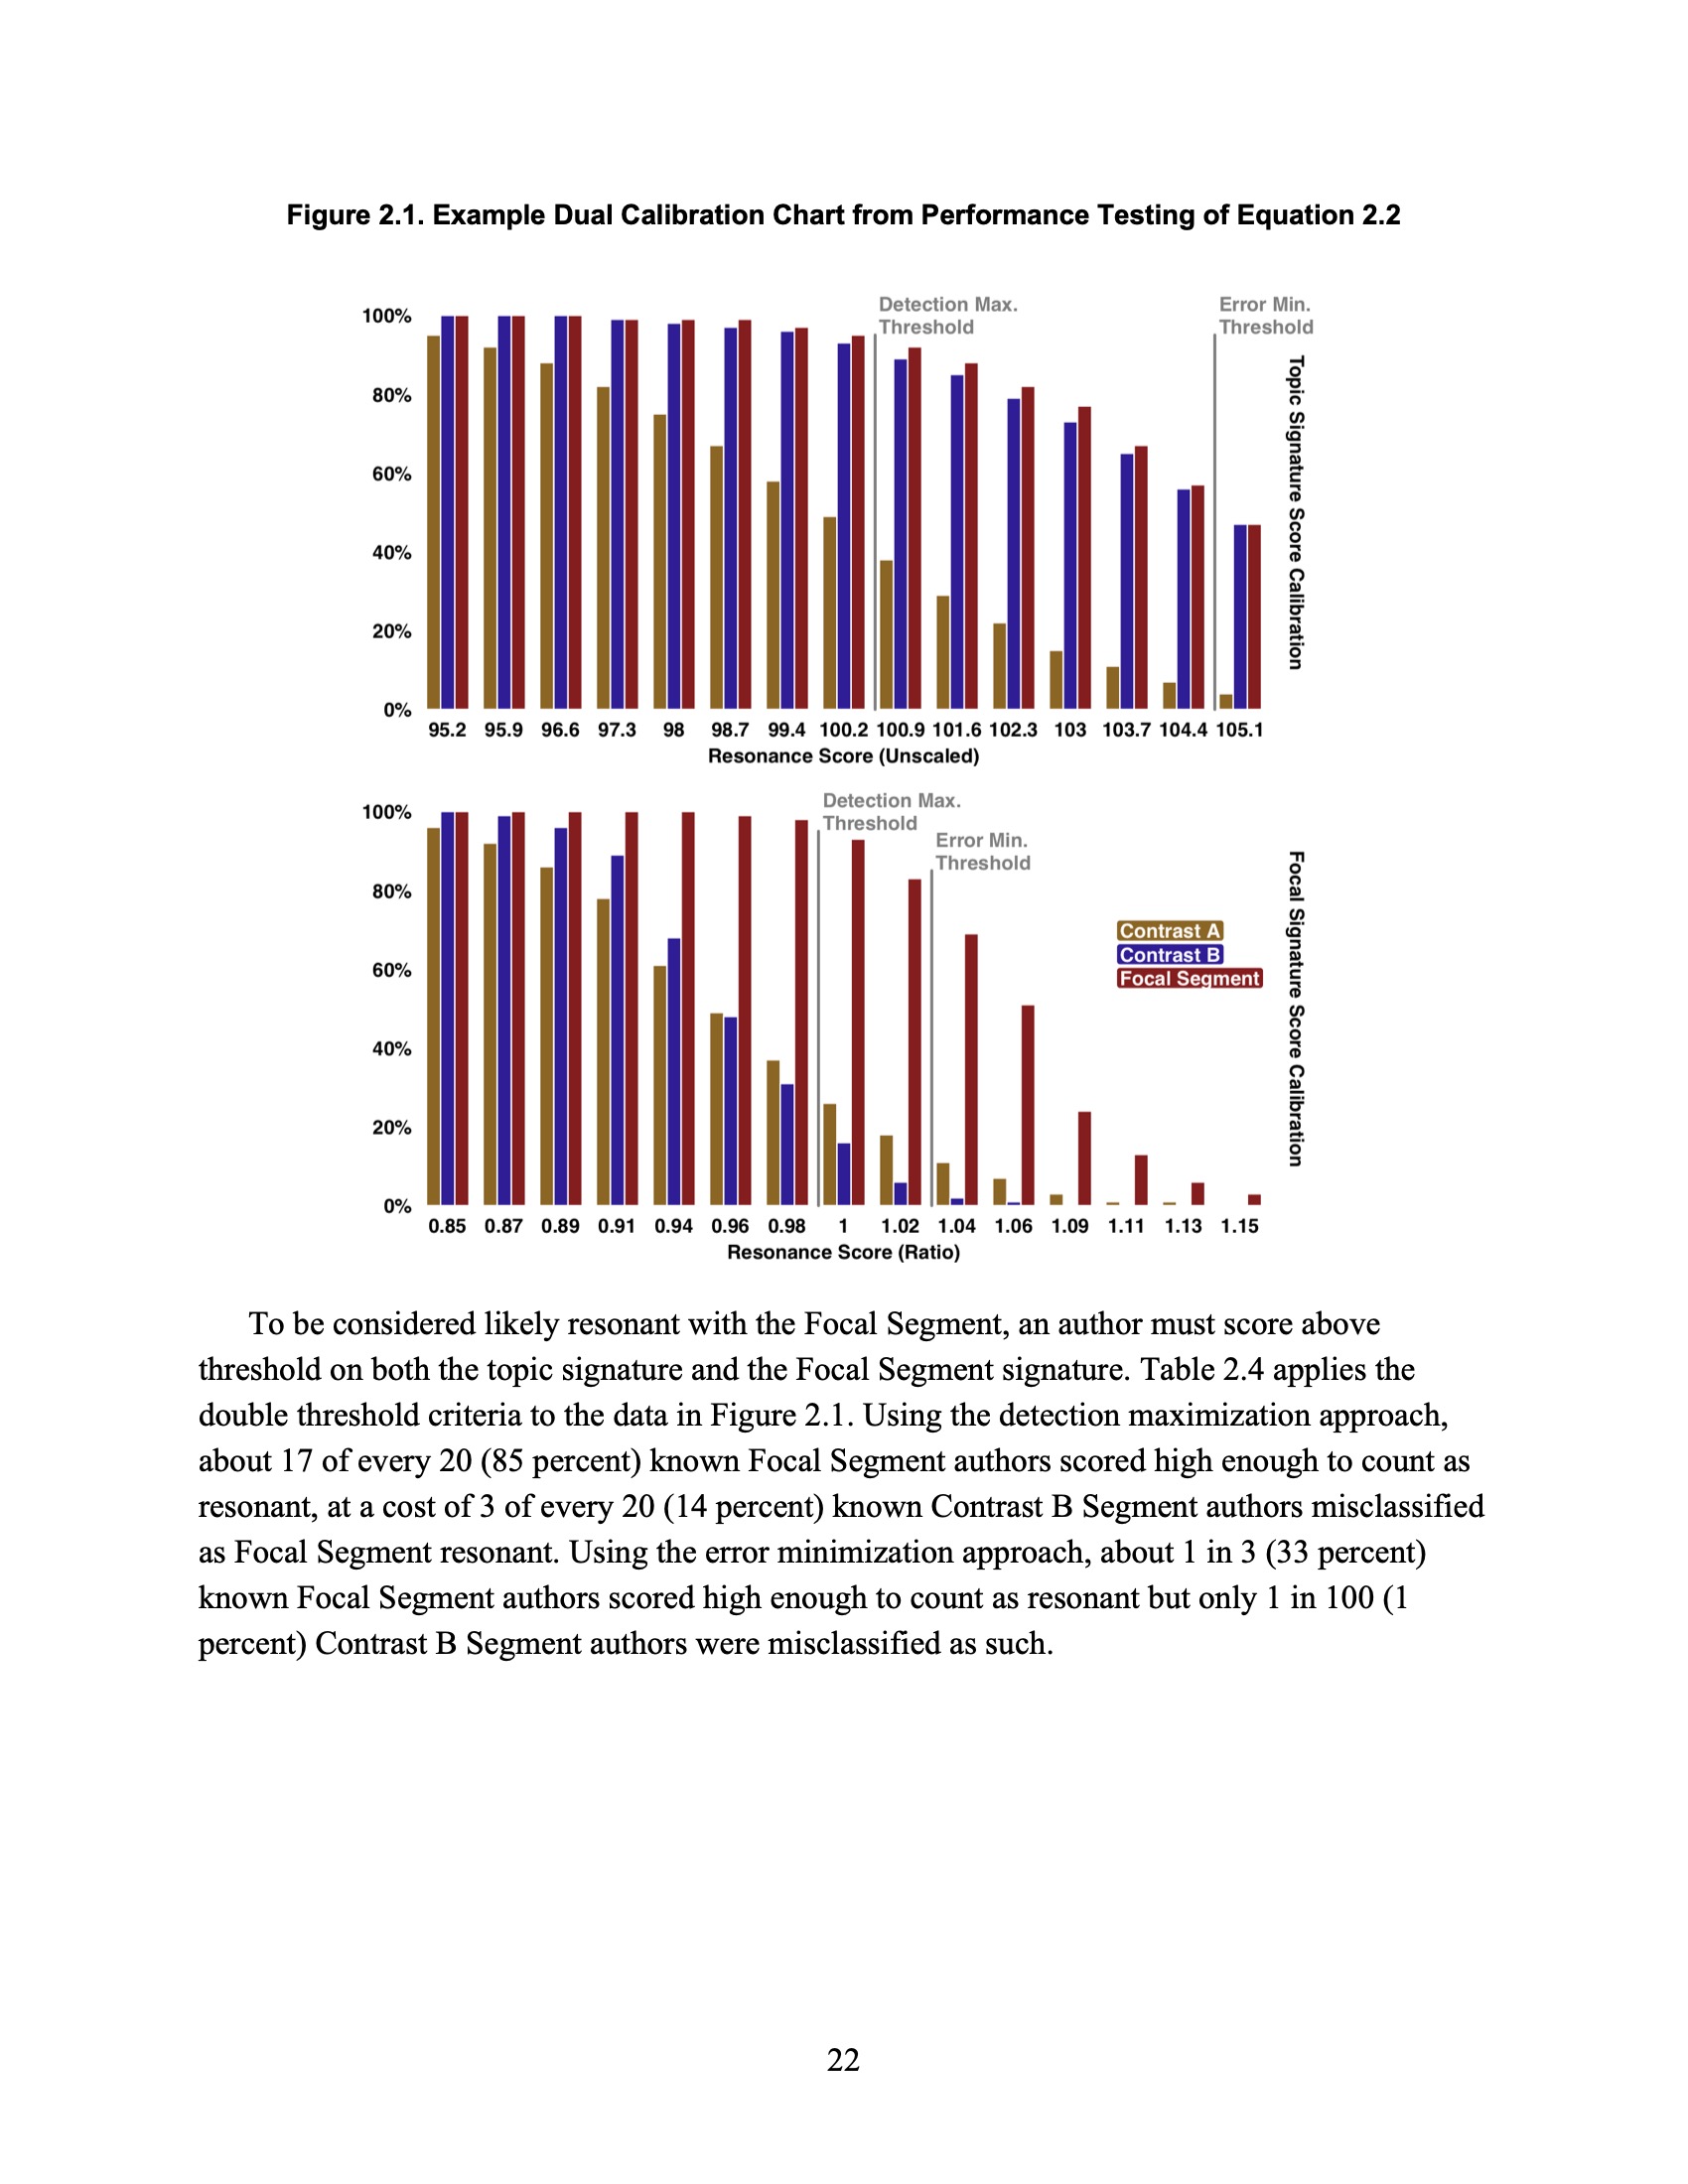 Figure 2.1. Example Dual Calibration Chart from Performance Testing of Equation 2.2
Detection Max.
Threshold
Error Min.
Threshold
100%
80%
60%
40%
20%
0%
95.2 95.9 96.6 97.3 98 98.7 99.4 100.2 100.9 101.6 102.3 103 103.7 104.4 105.1
Resonance Score (Unscaled)
Topic Signature Score Calibration
Detection Max.
Threshold
Error Min.
Threshold
100%
80%
60%
40%
20%
0%
Contrast A
Contrast B
Focal Segment
0.85 0.87 0.89 0.91 0.94 0.96 0.98 1 1.02 1.04 1.06 1.09 1.11 1.13 1.15
Resonance Score (Ratio)
Focal Signature Score Calibration
To be considered likely resonant with the Focal Segment, an author must score above
threshold on both the topic signature and the Focal Segment signature. Table 2.4 applies the
double threshold criteria to the data in Figure 2.1. Using the detection maximization approach,
about 17 of every 20 (85 percent) known Focal Segment authors scored high enough to count as
resonant, at a cost of 3 of every 20 (14 percent) known Contrast B Segment authors misclassified
as Focal Segment resonant. Using the error minimization approach, about 1 in 3 (33 percent)
known Focal Segment authors scored high enough to count as resonant but only 1 in 100 (1
percent) Contrast B Segment authors were misclassified as such.
22